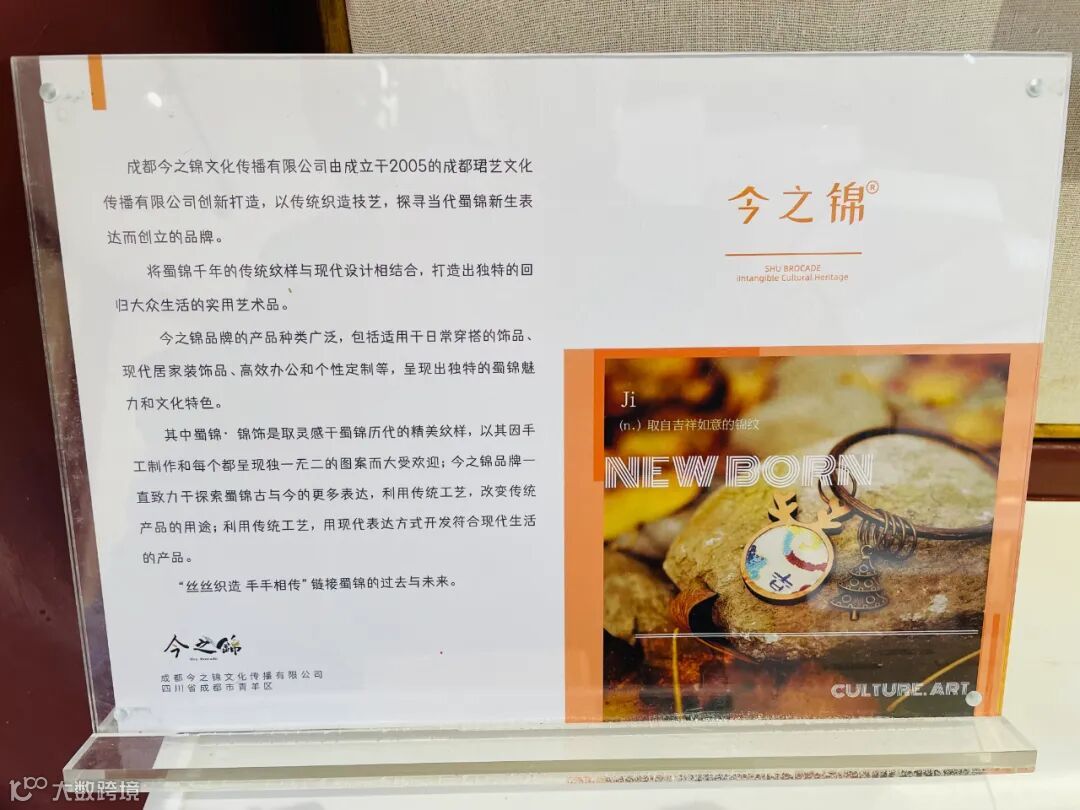 成都今之锦文化传播有限公司由成立于2005的成都珺艺文化
传播有限公司创新打造，以传统织造技艺，探寻当代蜀锦新生表
达而创立的品牌。
将蜀锦千年的传统纹样与现代设计相结合，打造出独特的回
归大众生活的实用艺术品。
今之锦品牌的产品种类广泛，包括适用于日常穿搭的饰品、
现代居家装饰品、高效办公和个性定制等，呈现出独特的蜀锦魅
力和文化特色。
其中蜀锦·锦饰是取灵感于蜀锦历代的精美纹样，以其因手
工制作和每个都呈现独一无二的图案而大受欢迎；今之锦品牌一
直致力于探索蜀锦古与今的更多表达，利用传统工艺，改变传统
产品的用途；利用传统工艺，用现代表达方式开发符合现代生活
的产品。
“丝丝织造 手手相传”链接蜀锦的过去与未来。
今之锦
Shu Brocade
成都今之锦文化传播有限公司
四川省成都市青羊区
今之锦®
SHU BROCADE
Intangible Cultural Heritage
Ji
(n.) 取自吉祥如意的锦纹
NEW BORN
CULTURE.ART
大数跨境